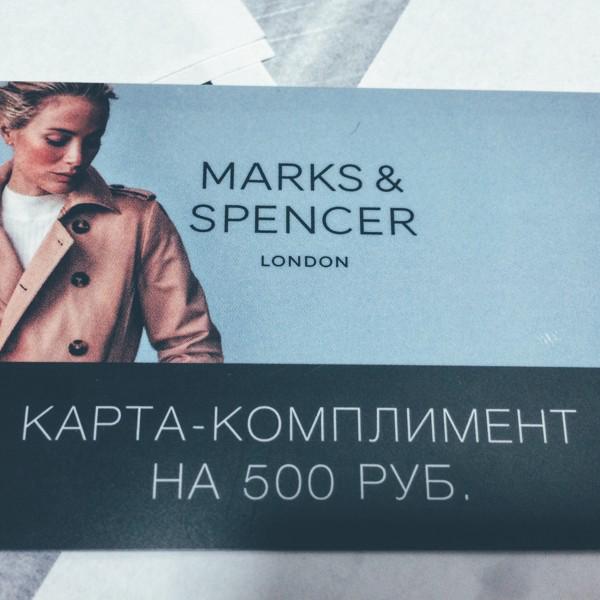 MARKS &
SPENCER
LONDON
КАРТА-КОМПЛИМЕНТ
НА 500 РУБ.